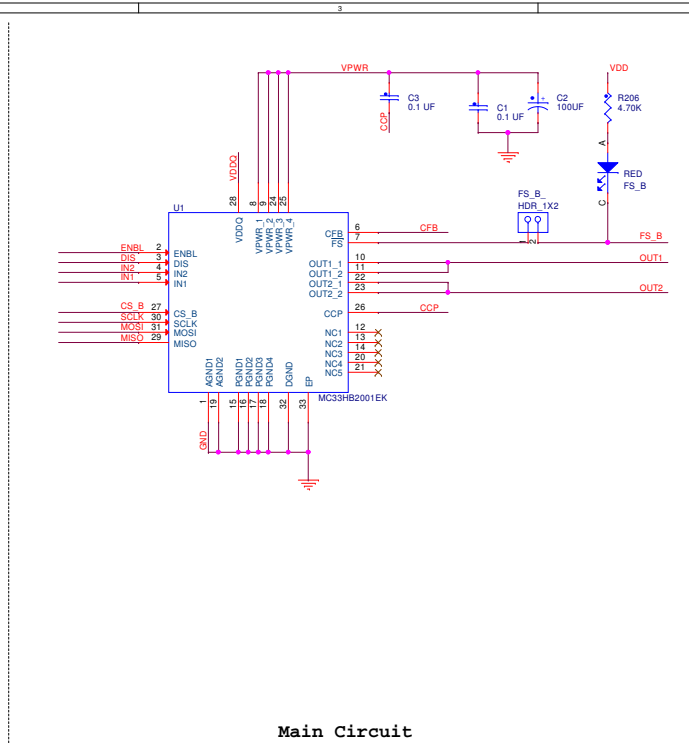 3
VPWR
VDD
C3
0.1 UF
CCP
C1
0.1 UF
C2
100UF
R206
4.70K
A
RED
FS_B
C
VDDQ
28
8
9
24
25
U1
VDDQ
VPWR_1
VPWR_2
VPWR_3
VPWR_4
FS_B_
HDR_1X2
1
2
CFB 6 CFB
FS 7 FS_B
ENBL 2 ENBL
DIS 3 DIS
IN2 4 IN2
IN1 5 IN1
OUT1_1 10 OUT1
OUT1_2 11
OUT2_1 22
OUT2_2 23 OUT2
CS_B 27 CS_B
SCLK 30 SCLK
MOSI 31 MOSI
MISO 29 MISO
CCP 26 CCP
NC1 12
NC2 13
NC3 14
NC4 20
NC5 21
AGND1
AGND2
PGND1
PGND2
PGND3
PGND4
DGND
EP
MC33HB2001EK
1
19
15
16
17
18
32
33
GND
Main Circuit